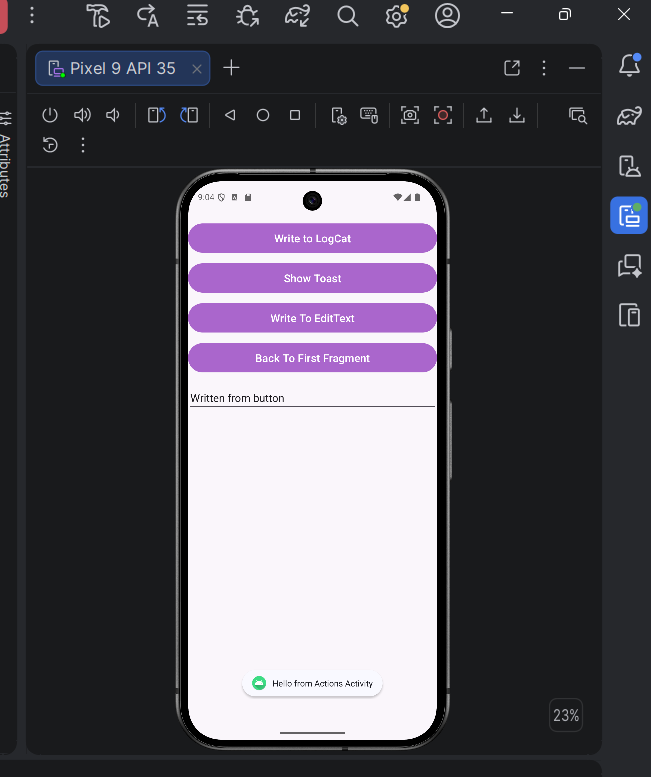 Pixel 9 API 35
Attributes
9:04
Write to LogCat
Show Toast
Write To EditText
Back To First Fragment
Written from button
Hello from Actions Activity
23%